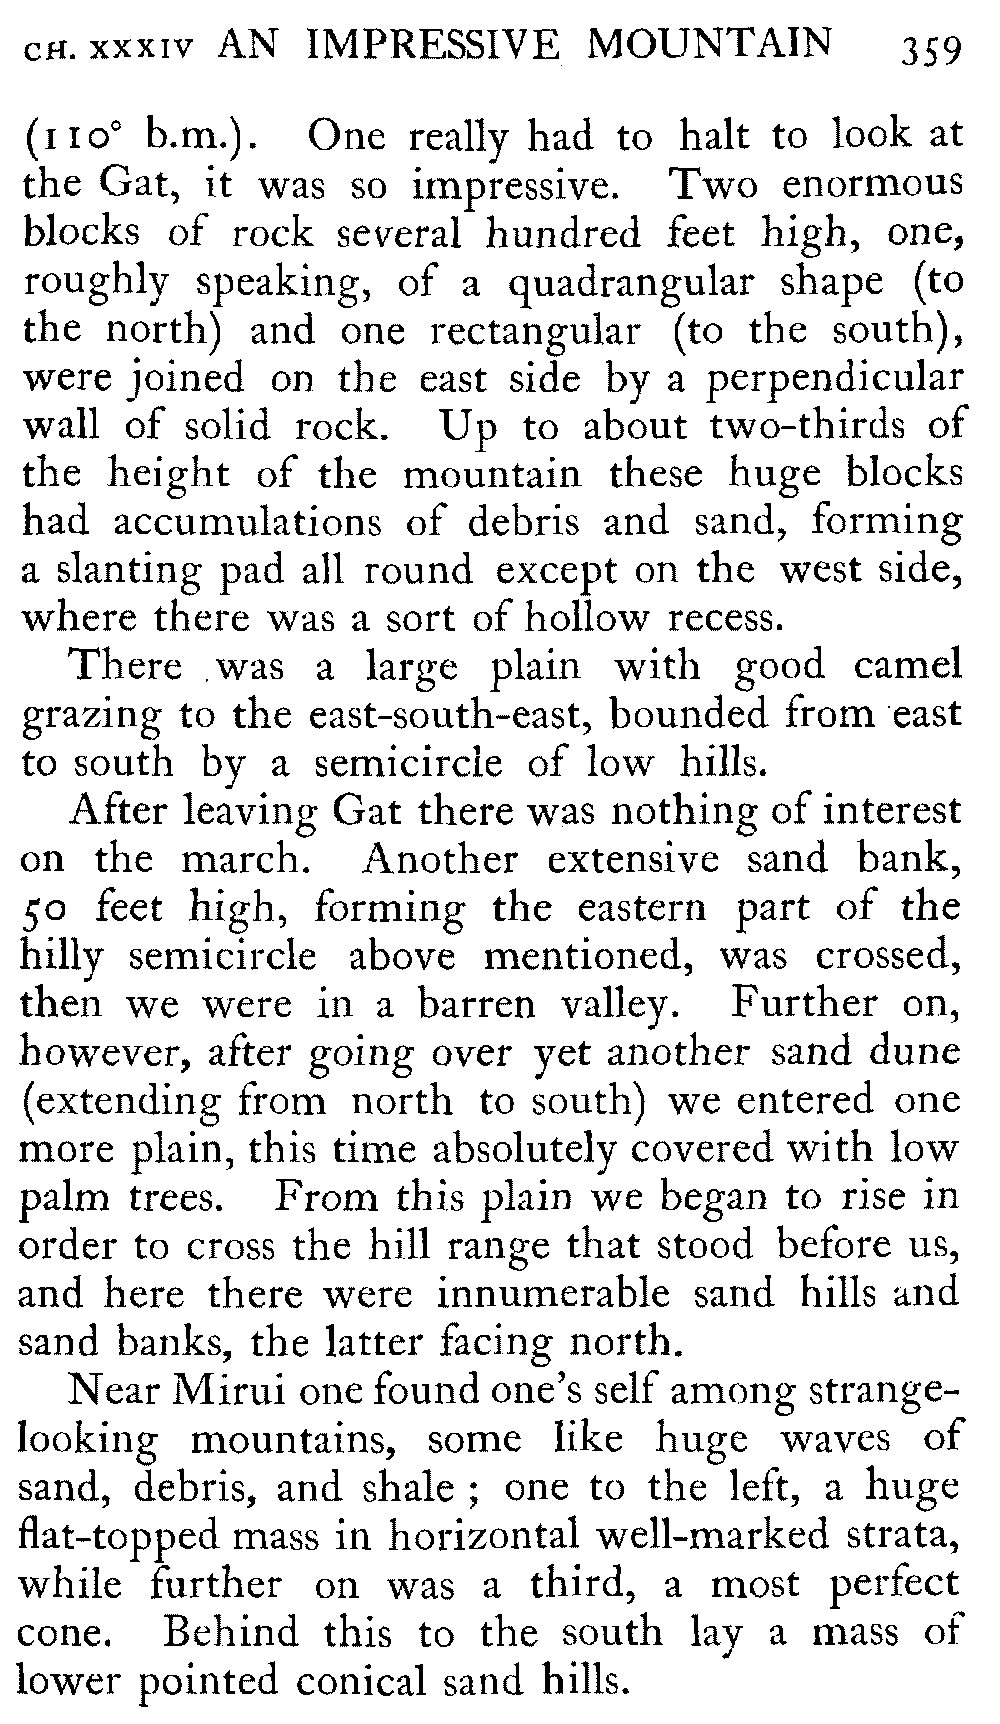 CH. XXXIV AN IMPRESSIVE MOUNTAIN 359
(110° b.m.). One really had to halt to look at
the Gat, it was so impressive. Two enormous
blocks of rock several hundred feet high, one,
roughly speaking, of a quadrangular shape (to
the north) and one rectangular (to the south),
were joined on the east side by a perpendicular
wall of solid rock. Up to about two-thirds of
the height of the mountain these huge blocks
had accumulations of debris and sand, forming
a slanting pad all round except on the west side,
where there was a sort of hollow recess.
There was a large plain with good camel
grazing to the east-south-east, bounded from east
to south by a semicircle of low hills.
After leaving Gat there was nothing of interest
on the march. Another extensive sand bank,
50 feet high, forming the eastern part of the
hilly semicircle above mentioned, was crossed,
then we were in a barren valley. Further on,
however, after going over yet another sand dune
(extending from north to south) we entered one
more plain, this time absolutely covered with low
palm trees. From this plain we began to rise in
order to cross the hill range that stood before us,
and here there were innumerable sand hills and
sand banks, the latter facing north.
Near Mirui one found one's self among strange-
looking mountains, some like huge waves of
sand, debris, and shale ; one to the left, a huge
flat-topped mass in horizontal well-marked strata,
while further on was a third, a most perfect
cone. Behind this to the south lay a mass of
lower pointed conical sand hills.